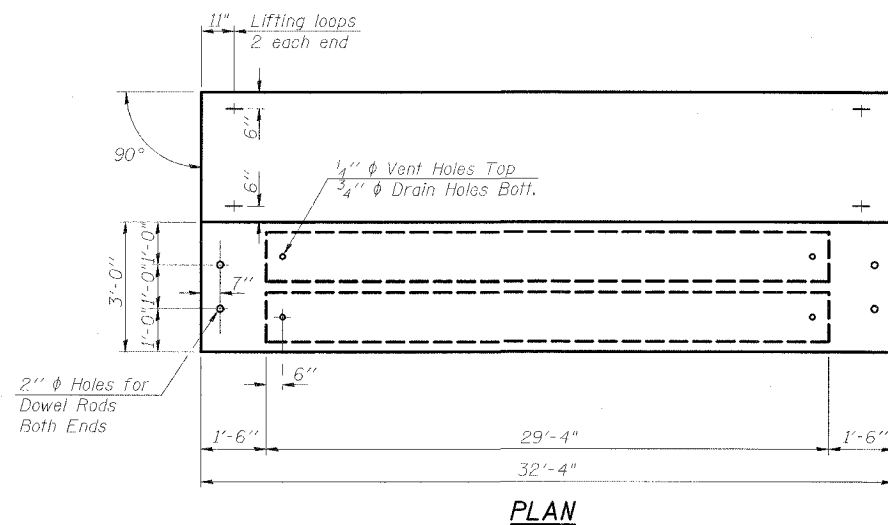 11" Lifting loops
2 each end
6"
90°
6"
1/4" ϕ Vent Holes Top
3/4" ϕ Drain Holes Bott.
3'-0"
1'-0"
1'-0"
1'-0"
7"
2" ϕ Holes for
Dowel Rods
Both Ends
6"
1'-6" 29'-4" 1'-6"
32'-4"
PLAN